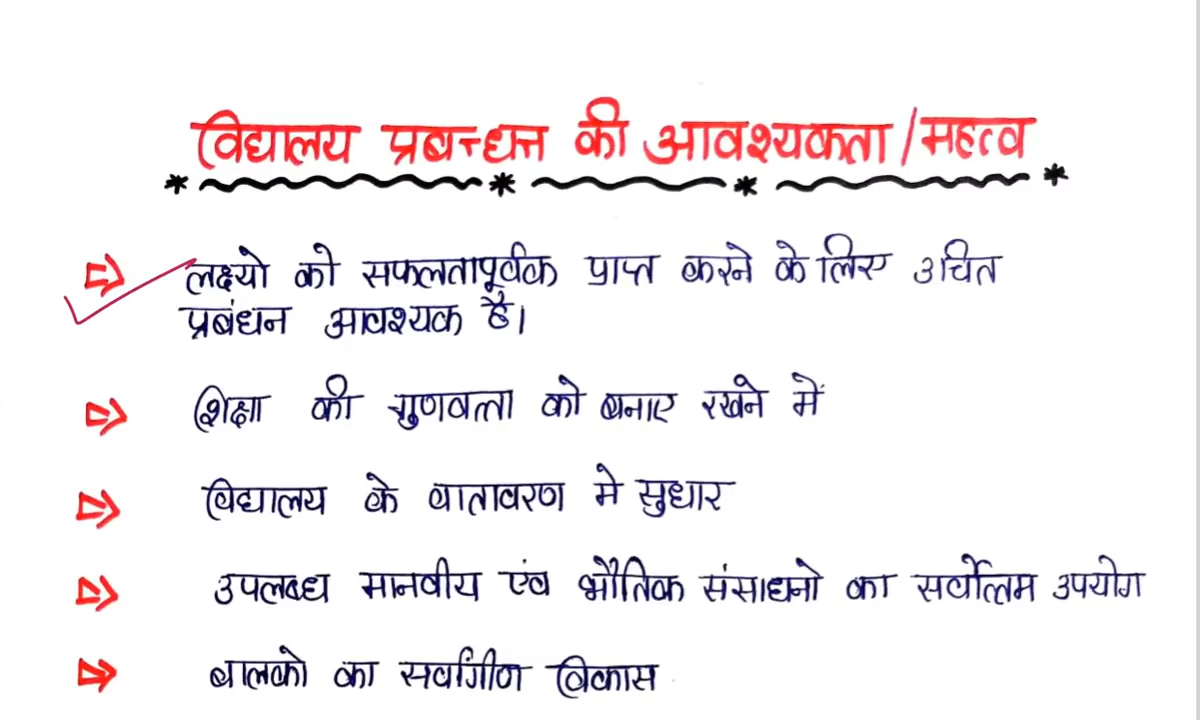 विद्यालय प्रबन्धन की आवश्यकता/महत्व
लक्ष्यो को सफलतापूर्वक प्राप्त करने के लिए उचित
प्रबंधन आवश्यक है।
शिक्षा की गुणवत्ता को बनाए रखने में
विद्यालय के वातावरण मे सुधार
उपलब्ध मानवीय एंव भौतिक संसाधनो का सर्वोत्तम उपयोग
बालको का सर्वांगीण विकास